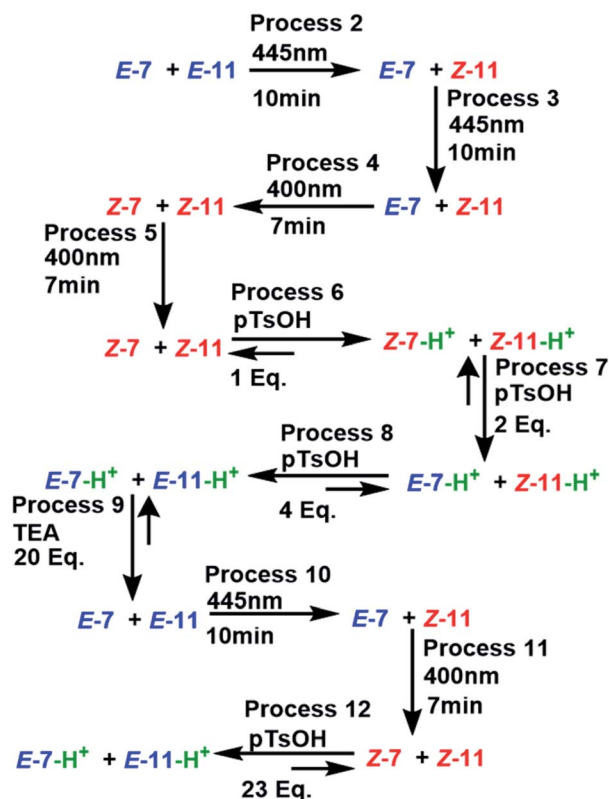 Process 2
445nm
E-7 + E-11 E-7 + Z-11
10min
Process 3
445nm
10min
Process 4
400nm
Z-7 + Z-11 E-7 + Z-11
7min
Process 5
400nm
7min
Process 6
pTsOH
Z-7 + Z-11 Z-7-H⁺ + Z-11-H⁺
1 Eq.
Process 7
pTsOH
2 Eq.
Process 8
pTsOH
E-7-H⁺ + E-11-H⁺ E-7-H⁺ + Z-11-H⁺
4 Eq.
Process 9
TEA
20 Eq.
Process 10
445nm
E-7 + E-11 E-7 + Z-11
10min
Process 11
400nm
7min
Process 12
pTsOH
E-7-H⁺ + E-11-H⁺ Z-7 + Z-11
23 Eq.